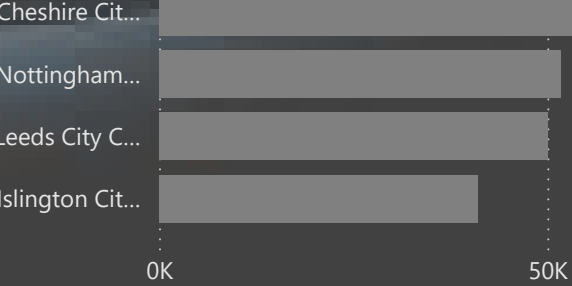 Cheshire Cit...
Nottingham...
Leeds City C...
Islington Cit...
0K 50K